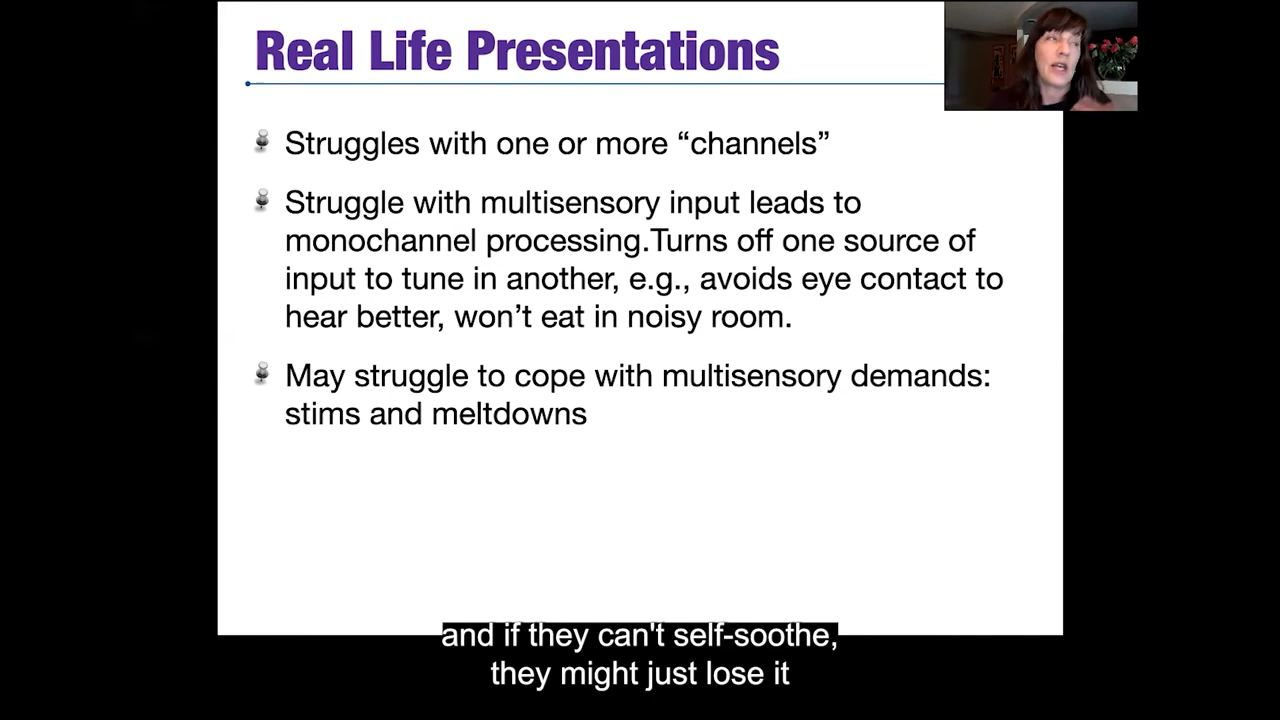 Real Life Presentations
Struggles with one or more “channels”
Struggle with multisensory input leads to
monochannel processing.Turns off one source of
input to tune in another, e.g., avoids eye contact to
hear better, won’t eat in noisy room.
May struggle to cope with multisensory demands:
stims and meltdowns
and if they can't self-soothe,
they might just lose it